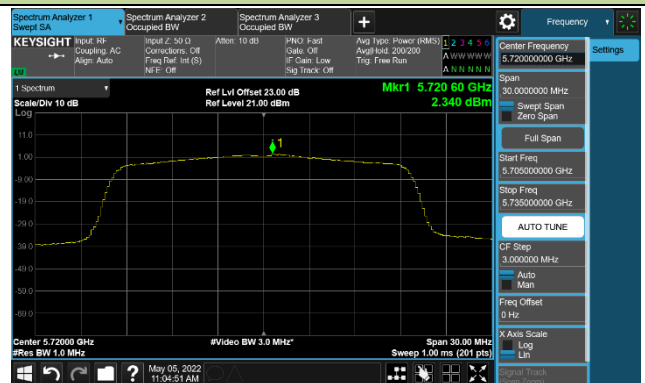 Spectrum Analyzer 1
Swept SA
Spectrum Analyzer 2
Occupied BW
Spectrum Analyzer 3
Occupied BW
Frequency
KEYSIGHT
Input: RF
Coupling: AC
Align: Auto
Input Z: 50 Ω
Corrections: Off
Freq Ref: Int (S)
NFE: Off
Atten: 10 dB
PNO: Fast
Gate: Off
IF Gain: Low
Sig Track: Off
Avg Type: Power (RMS)
Avg|Hold: 200/200
Trig: Free Run
1 2 3 4 5 6
A W W W W W
A N N N N N
1 Spectrum
Scale/Div 10 dB
Log
Ref Lvl Offset 23.00 dB
Ref Level 21.00 dBm
Mkr1 5.720 60 GHz
2.340 dBm
1
11.0
1.00
-9.00
-19.0
-29.0
-39.0
-49.0
-59.0
-69.0
Center 5.72000 GHz
#Res BW 1.0 MHz
#Video BW 3.0 MHz*
Span 30.00 MHz
Sweep 1.00 ms (201 pts)
May 05, 2022
11:04:51 AM
Center Frequency
5.720000000 GHz
Settings
Span
30.0000000 MHz
Swept Span
Zero Span
Full Span
Start Freq
5.705000000 GHz
Stop Freq
5.735000000 GHz
AUTO TUNE
CF Step
3.000000 MHz
Auto
Man
Freq Offset
0 Hz
X Axis Scale
Log
Lin
Signal Track
(Span Zoom)